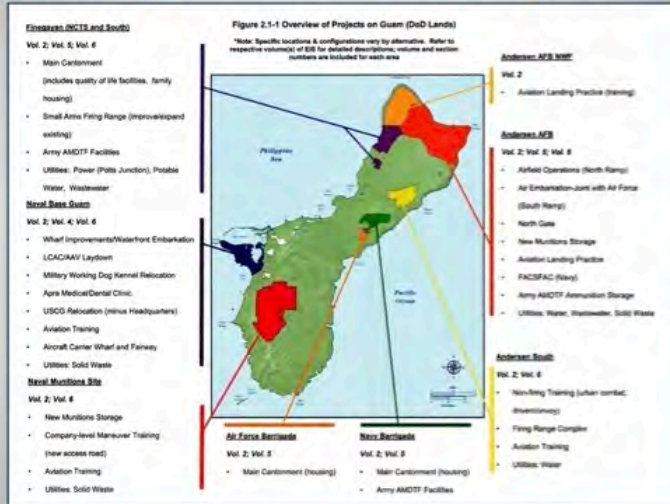 Figure 2.1-1 Overview of Projects on Guam (DoD Lands)
*Note: Specific locations & configurations vary by alternative. Refer to
respective volume(s) of EIS for detailed descriptions; volume and section
numbers are included for each area
Finegayan (NCTS and South)
Vol. 2; Vol. 5; Vol. 6
• Main Cantonment
(includes quality of life facilities, family
housing)
• Small Arms Firing Range (improve/expand
existing)
• Army AMDTF Facilities
• Utilities: Power (Potts Junction), Potable
Water, Wastewater
Naval Base Guam
Vol. 2; Vol. 4; Vol. 6
• Wharf Improvements/Waterfront Embarkation
• LCAC/AAV Laydown
• Military Working Dog Kennel Relocation
• Apra Medical/Dental Clinic
• USCG Relocation (minus Headquarters)
• Aviation Training
• Aircraft Carrier Wharf and Fairway
• Utilities: Solid Waste
Naval Munitions Site
Vol. 2; Vol. 6
• New Munitions Storage
• Company-level Maneuver Training
(new access road)
• Aviation Training
• Utilities: Solid Waste
Philippine
Sea
Pacific
Ocean
Air Force Barrigada
Vol. 2; Vol. 5
• Main Cantonment (housing)
Navy Barrigada
Vol. 2; Vol. 5
• Main Cantonment (housing)
• Army AMDTF Facilities
Andersen AFB NWF
Vol. 2
• Aviation Landing Practice (training)
Andersen AFB
Vol. 2; Vol. 5; Vol. 6
• Airfield Operations (North Ramp)
• Air Embarkation-Joint with Air Force
(South Ramp)
• North Gate
• New Munitions Storage
• Aviation Landing Practice
• FACSFAC (Navy)
• Army AMDTF Ammunition Storage
• Utilities: Water, Wastewater, Solid Waste
Andersen South
Vol. 2; Vol. 6
• Non-firing Training (urban combat,
• Firing Range Complex
• Aviation Training
• Utilities: Water